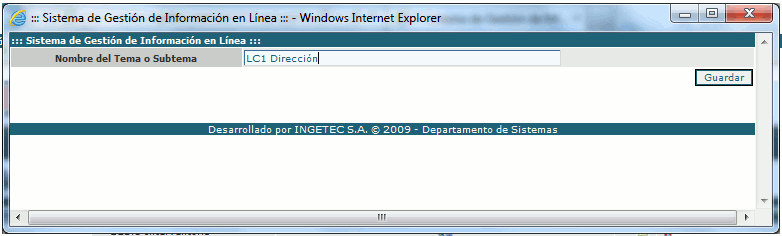 ::: Sistema de Gestión de Información en Línea ::: - Windows Internet Explorer
::: Sistema de Gestión de Información en Línea :::
Nombre del Tema o Subtema
LC1 Dirección
Guardar
Desarrollado por INGETEC S.A. © 2009 - Departamento de Sistemas